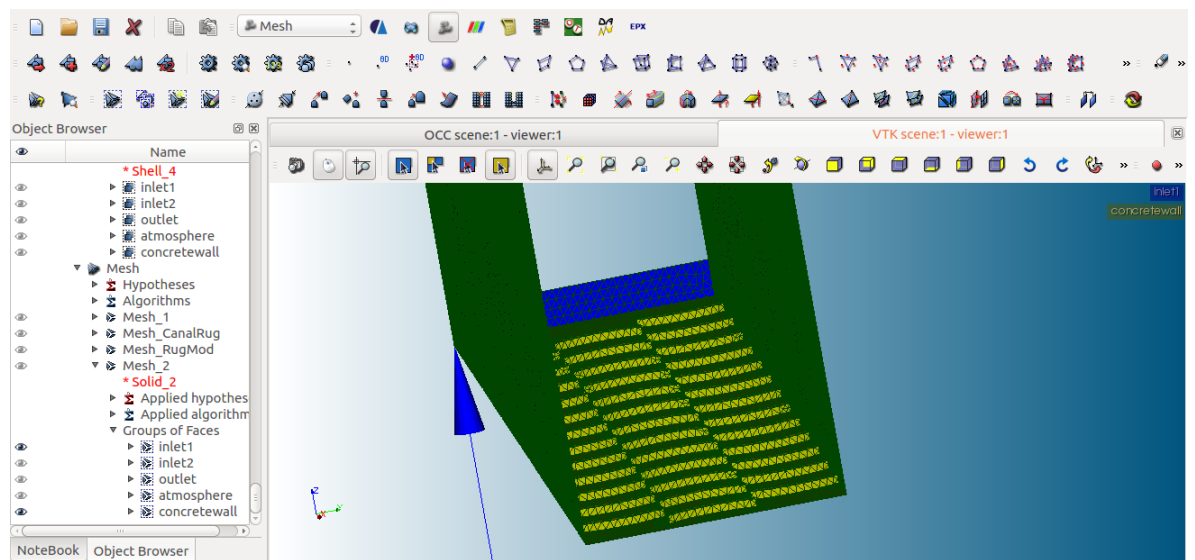 Mesh
EPX
0D
0D
»
»
Object Browser
OCC scene:1 - viewer:1
VTK scene:1 - viewer:1
Name
* Shell_4
inlet1
inlet2
outlet
atmosphere
concretewall
Mesh
Hypotheses
Algorithms
Mesh_1
Mesh_CanalRug
Mesh_RugMod
Mesh_2
* Solid_2
Applied hypothes
Applied algorithm
Groups of Faces
inlet1
inlet2
outlet
atmosphere
concretewall
NoteBook
Object Browser
»
»
inlet1
concretewall
Z